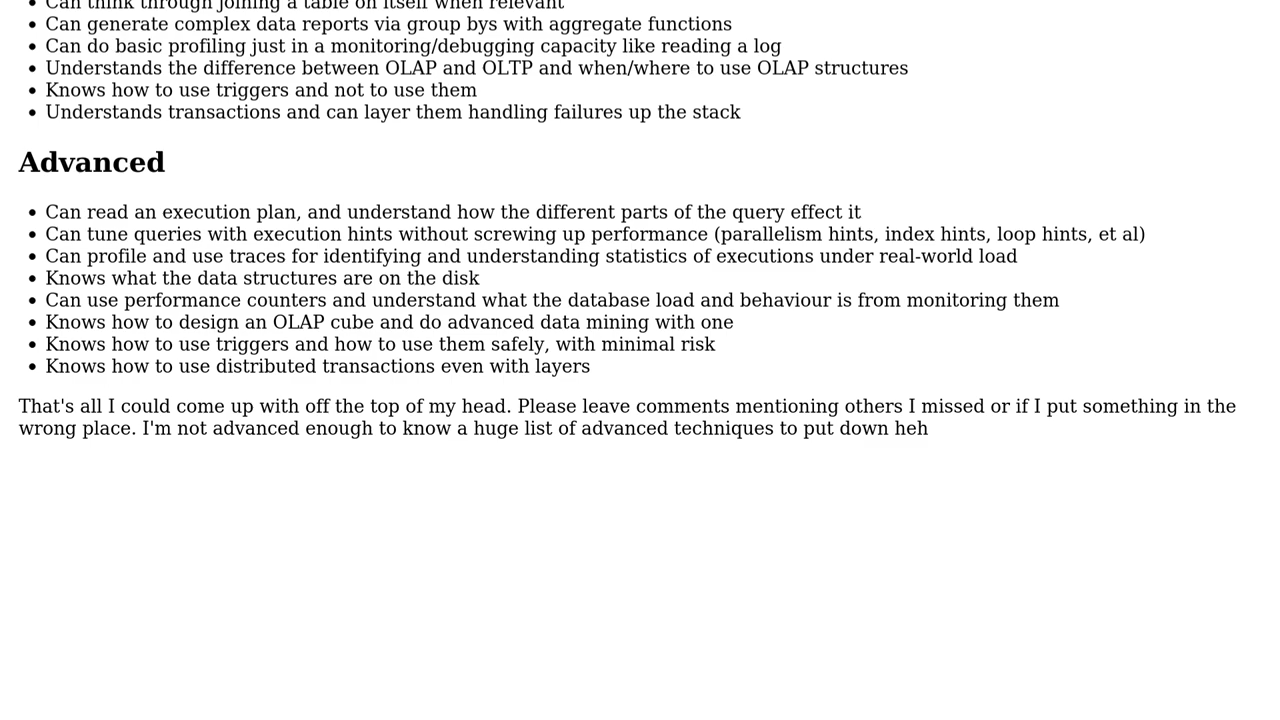 Can think through joining a table on itself when relevant
Can generate complex data reports via group bys with aggregate functions
Can do basic profiling just in a monitoring/debugging capacity like reading a log
Understands the difference between OLAP and OLTP and when/where to use OLAP structures
Knows how to use triggers and not to use them
Understands transactions and can layer them handling failures up the stack
Advanced
Can read an execution plan, and understand how the different parts of the query effect it
Can tune queries with execution hints without screwing up performance (parallelism hints, index hints, loop hints, et al)
Can profile and use traces for identifying and understanding statistics of executions under real-world load
Knows what the data structures are on the disk
Can use performance counters and understand what the database load and behaviour is from monitoring them
Knows how to design an OLAP cube and do advanced data mining with one
Knows how to use triggers and how to use them safely, with minimal risk
Knows how to use distributed transactions even with layers
That's all I could come up with off the top of my head. Please leave comments mentioning others I missed or if I put something in the
wrong place. I'm not advanced enough to know a huge list of advanced techniques to put down heh